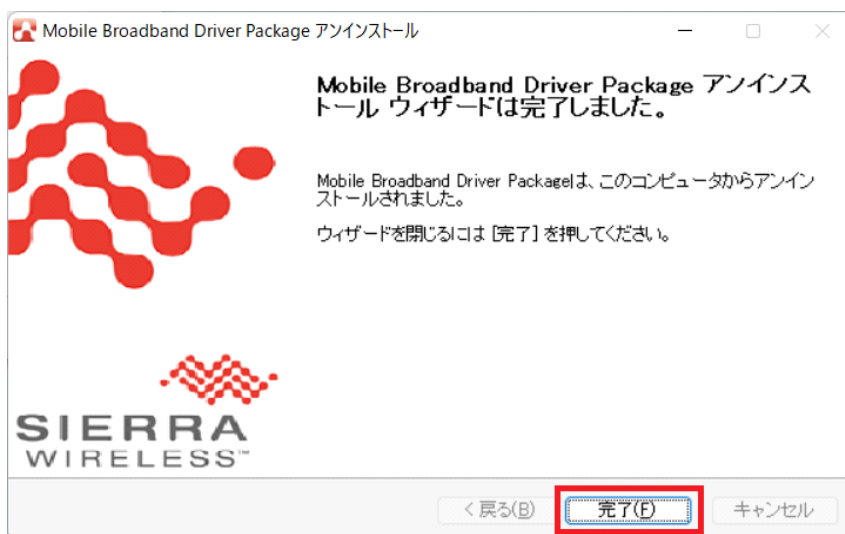 Mobile Broadband Driver Package アンインストール
Mobile Broadband Driver Package アンインス
トール ウィザードは完了しました。
Mobile Broadband Driver Packageは、このコンピュータからアンイン
ストールされました。
ウィザードを閉じるには [完了] を押してください。
SIERRA
WIRELESS™
< 戻る(B)
完了(F)
キャンセル